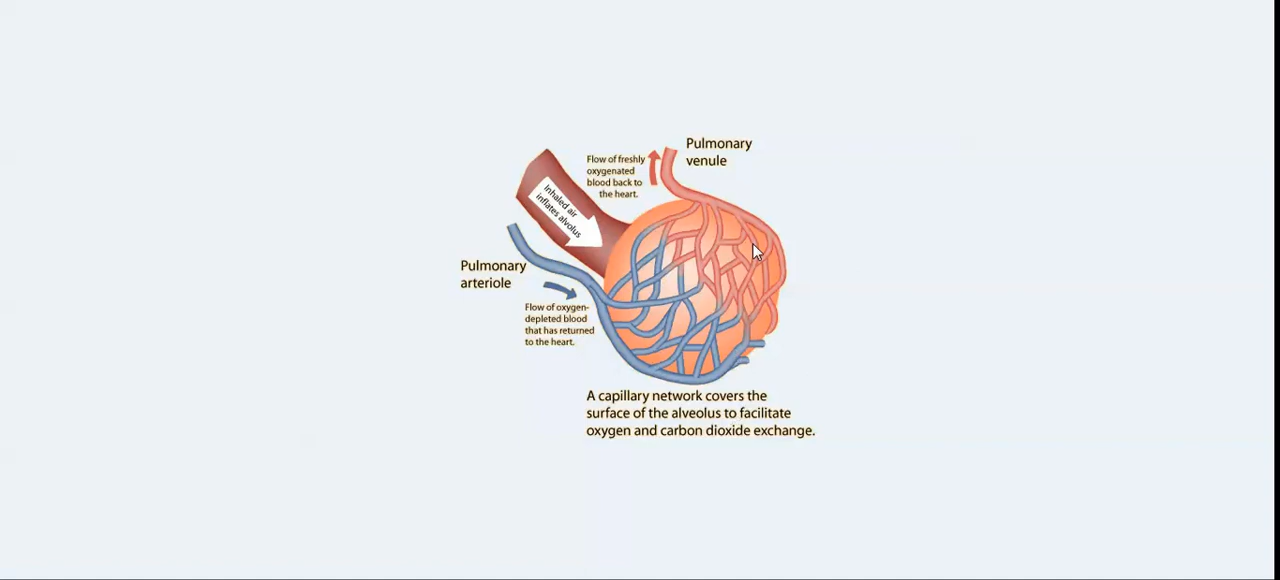 Pulmonary
venule
Flow of freshly
oxygenated
blood back to
the heart.
Inhaled air
inflates alvolus
Pulmonary
arteriole
Flow of oxygen-
depleted blood
that has returned
to the heart.
A capillary network covers the
surface of the alveolus to facilitate
oxygen and carbon dioxide exchange.